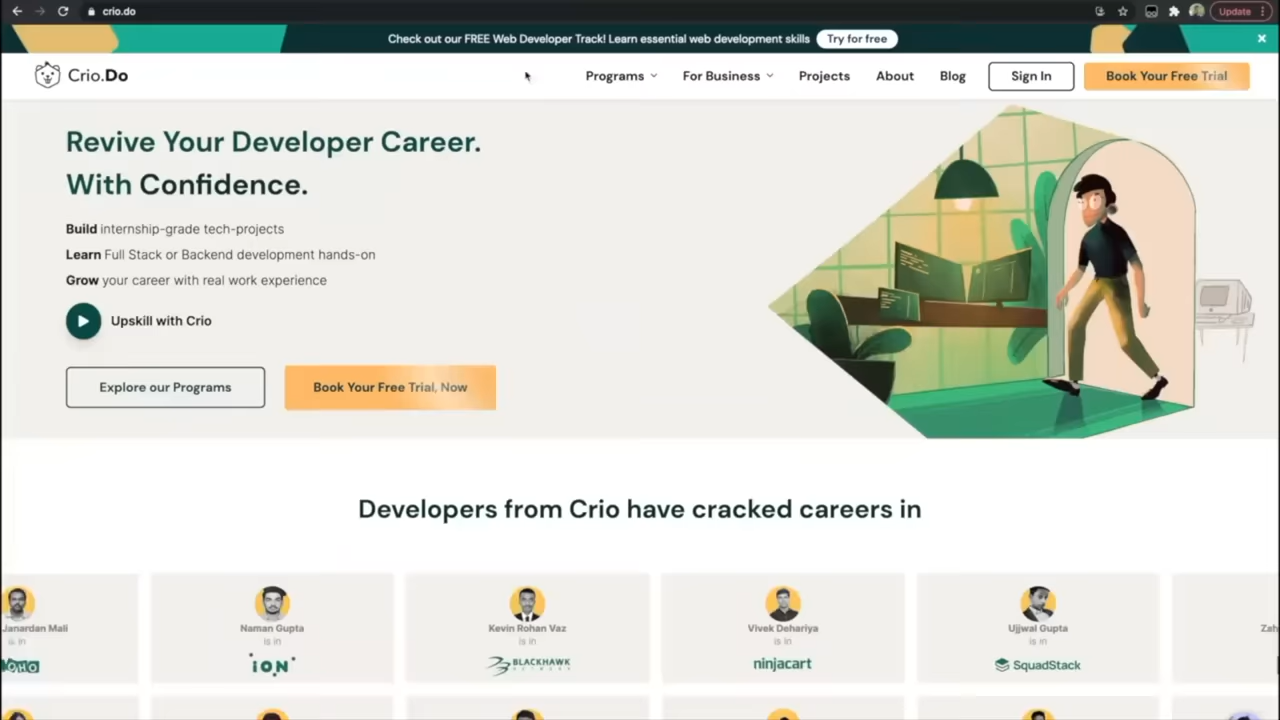 crio.do
Update
Check out our FREE Web Developer Track! Learn essential web development skills
Try for free
Crio.Do
Programs
For Business
Projects
About
Blog
Sign In
Book Your Free Trial
Revive Your Developer Career.
With Confidence.
Build internship-grade tech-projects
Learn Full Stack or Backend development hands-on
Grow your career with real work experience
Upskill with Crio
Explore our Programs
Book Your Free Trial, Now
Developers from Crio have cracked careers in
Janardan Mali
Naman Gupta
Kevin Rohan Vaz
Vivek Dehariya
Ujjwal Gupta
Zah
is in
is in
is in
is in
is in
OHO
iON
BLACKHAWK
NETWORK
ninjacart
SquadStack